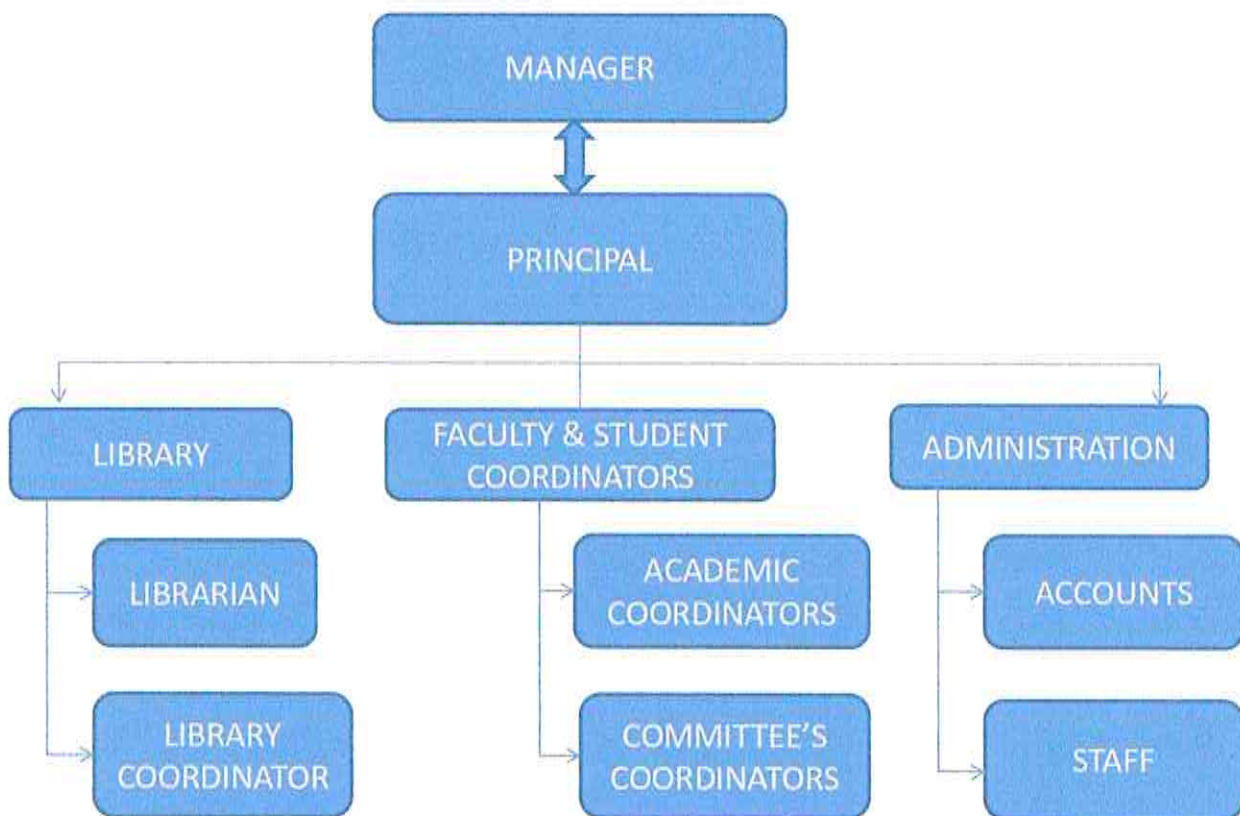 MANAGER
PRINCIPAL
LIBRARY
FACULTY & STUDENT
COORDINATORS
ADMINISTRATION
LIBRARIAN
ACADEMIC
COORDINATORS
ACCOUNTS
LIBRARY
COORDINATOR
COMMITTEE'S
COORDINATORS
STAFF